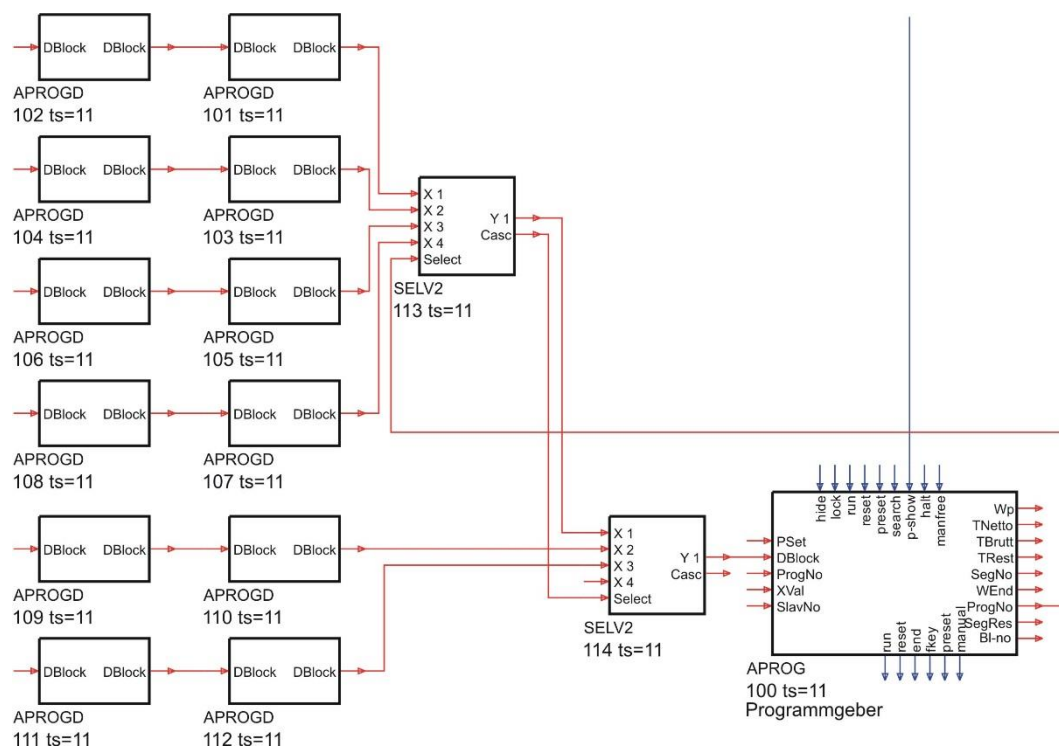 DBlock DBlock
DBlock DBlock
APROGD
102 ts=11
APROGD
101 ts=11
DBlock DBlock
DBlock DBlock
APROGD
104 ts=11
APROGD
103 ts=11
DBlock DBlock
DBlock DBlock
APROGD
106 ts=11
APROGD
105 ts=11
DBlock DBlock
DBlock DBlock
APROGD
108 ts=11
APROGD
107 ts=11
DBlock DBlock
DBlock DBlock
APROGD
109 ts=11
APROGD
110 ts=11
DBlock DBlock
DBlock DBlock
APROGD
111 ts=11
APROGD
112 ts=11
X 1
X 2
X 3
X 4
Select
Y 1
Casc
SELV2
113 ts=11
X 1
X 2
X 3
X 4
Select
Y 1
Casc
SELV2
114 ts=11
hide
lock
run
reset
preset
search
p-show
halt
manfree
PSet
DBlock
ProgNo
XVal
SlavNo
Wp
TNetto
TBrutt
TRest
SegNo
WEnd
ProgNo
SegRes
Bl-no
run
reset
end
fkey
preset
manual
APROG
100 ts=11
Programmgeber